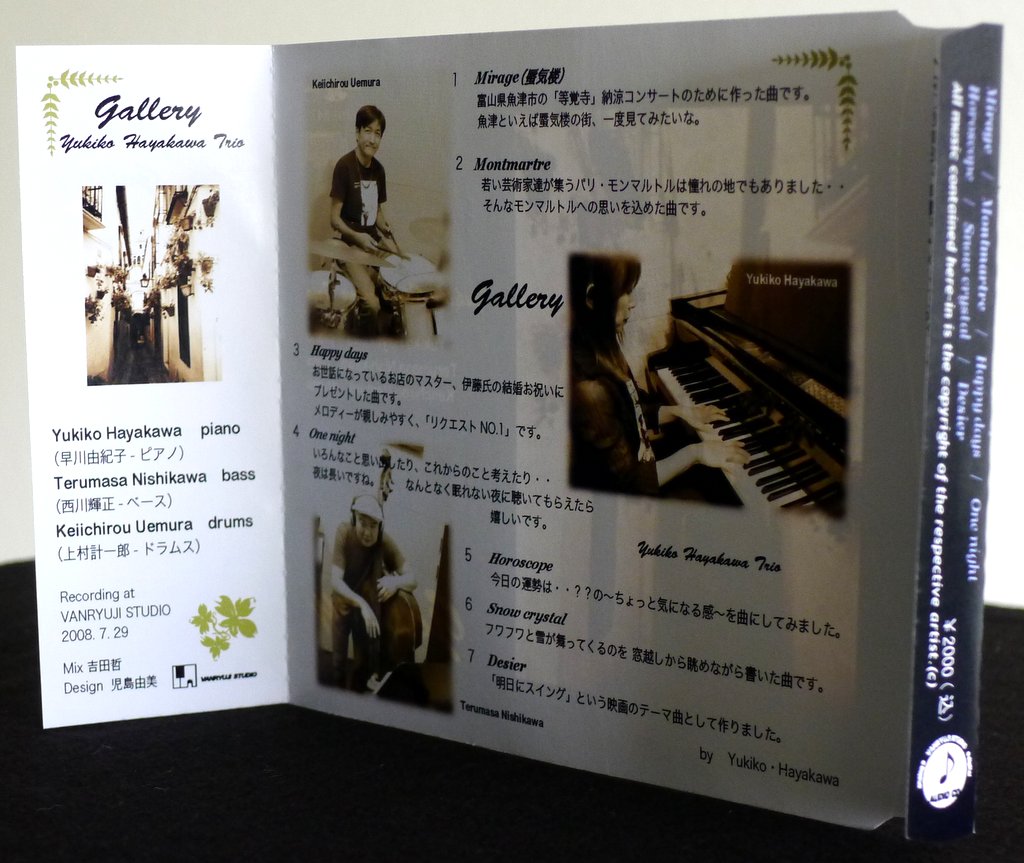 Gallery
Yukiko Hayakawa Trio
Yukiko Hayakawa piano
(早川由紀子 - ピアノ)
Terumasa Nishikawa bass
(西川輝正 - ベース)
Keiichirou Uemura drums
(上村計一郎 - ドラムス)
Recording at
VANRYUJI STUDIO
2008. 7. 29
Mix 吉田哲
Design 児島由美
VANRYUJI STUDIO
Keiichirou Uemura
1 Mirage (蜃気楼)
富山県魚津市の「等覚寺」納涼コンサートのために作った曲です。
魚津といえば蜃気楼の街、一度見てみたいな。
2 Montmartre
若い芸術家達が集うパリ・モンマルトルは憧れの地でもありました・・
そんなモンマルトルへの思いを込めた曲です。
Gallery
Yukiko Hayakawa
3 Happy days
お世話になっているお店のマスター、伊藤氏の結婚お祝いに
プレゼントした曲です。
メロディーが親しみやすく、「リクエスト NO.1」です。
4 One night
いろんなこと思い出したり、これからのこと考えたり・・
夜は長いですね。 なんとなく眠れない夜に聴いてもらえたら
嬉しいです。
Yukiko Hayakawa Trio
5 Horoscope
今日の運勢は・・??の〜ちょっと気になる感〜を曲にしてみました。
6 Snow crystal
フワフワと雪が舞ってくるのを 窓越しから眺めながら書いた曲です。
7 Desier
「明日にスイング」という映画のテーマ曲として作りました。
Terumasa Nishikawa
by Yukiko・Hayakawa
Mirage / Montmartre / Happy days / One night
Horoscope / Snow crystal / Desier
All music contained here-in is the copyright of the respective artist.(c)
¥2000(込)
VANRYUJI STUDIO
AUDIO CD